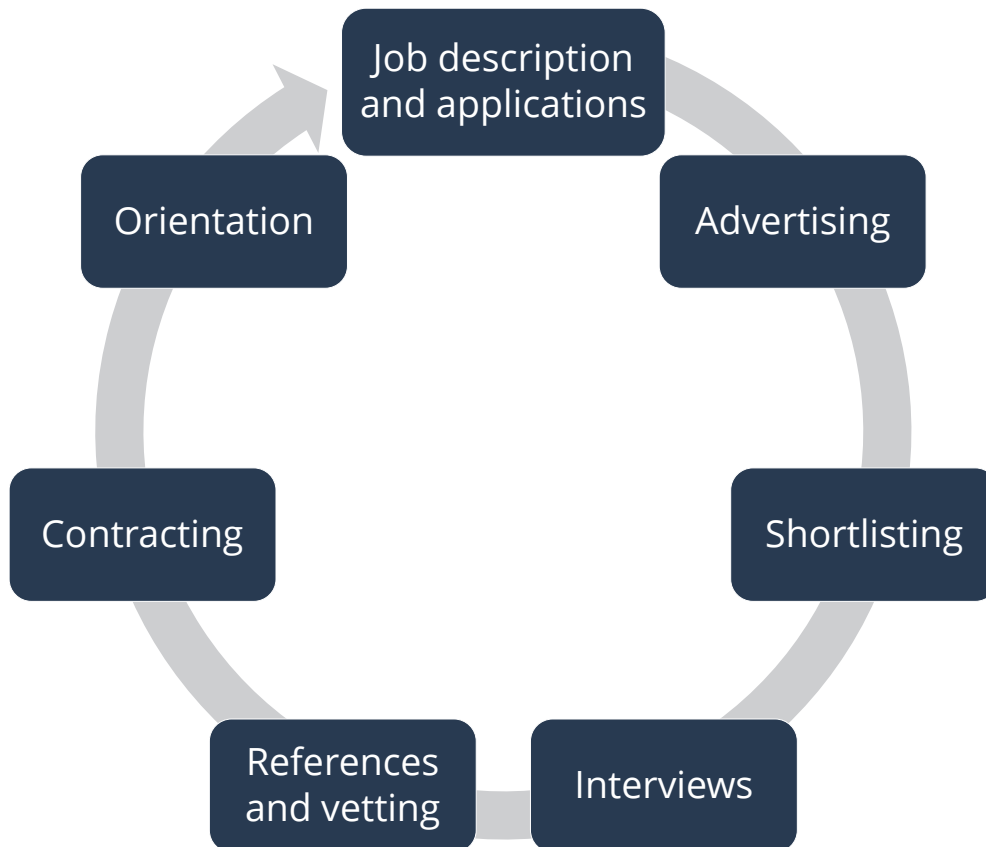 Job description
and applications
Advertising
Shortlisting
Interviews
References
and vetting
Contracting
Orientation